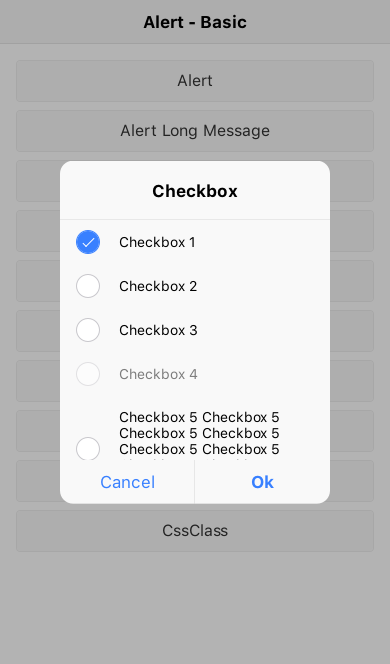 Alert - Basic
Alert
Alert Long Message
Checkbox
Checkbox 1
Checkbox 2
Checkbox 3
Checkbox 4
Checkbox 5 Checkbox 5
Checkbox 5 Checkbox 5
Checkbox 5 Checkbox 5
Cancel
Ok
CssClass